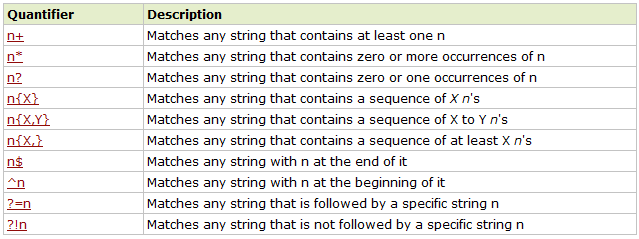 Quantifier Description
n+ Matches any string that contains at least one n
n* Matches any string that contains zero or more occurrences of n
n? Matches any string that contains zero or one occurrences of n
n{X} Matches any string that contains a sequence of X n's
n{X,Y} Matches any string that contains a sequence of X to Y n's
n{X,} Matches any string that contains a sequence of at least X n's
n$ Matches any string with n at the end of it
^n Matches any string with n at the beginning of it
?=n Matches any string that is followed by a specific string n
?!n Matches any string that is not followed by a specific string n